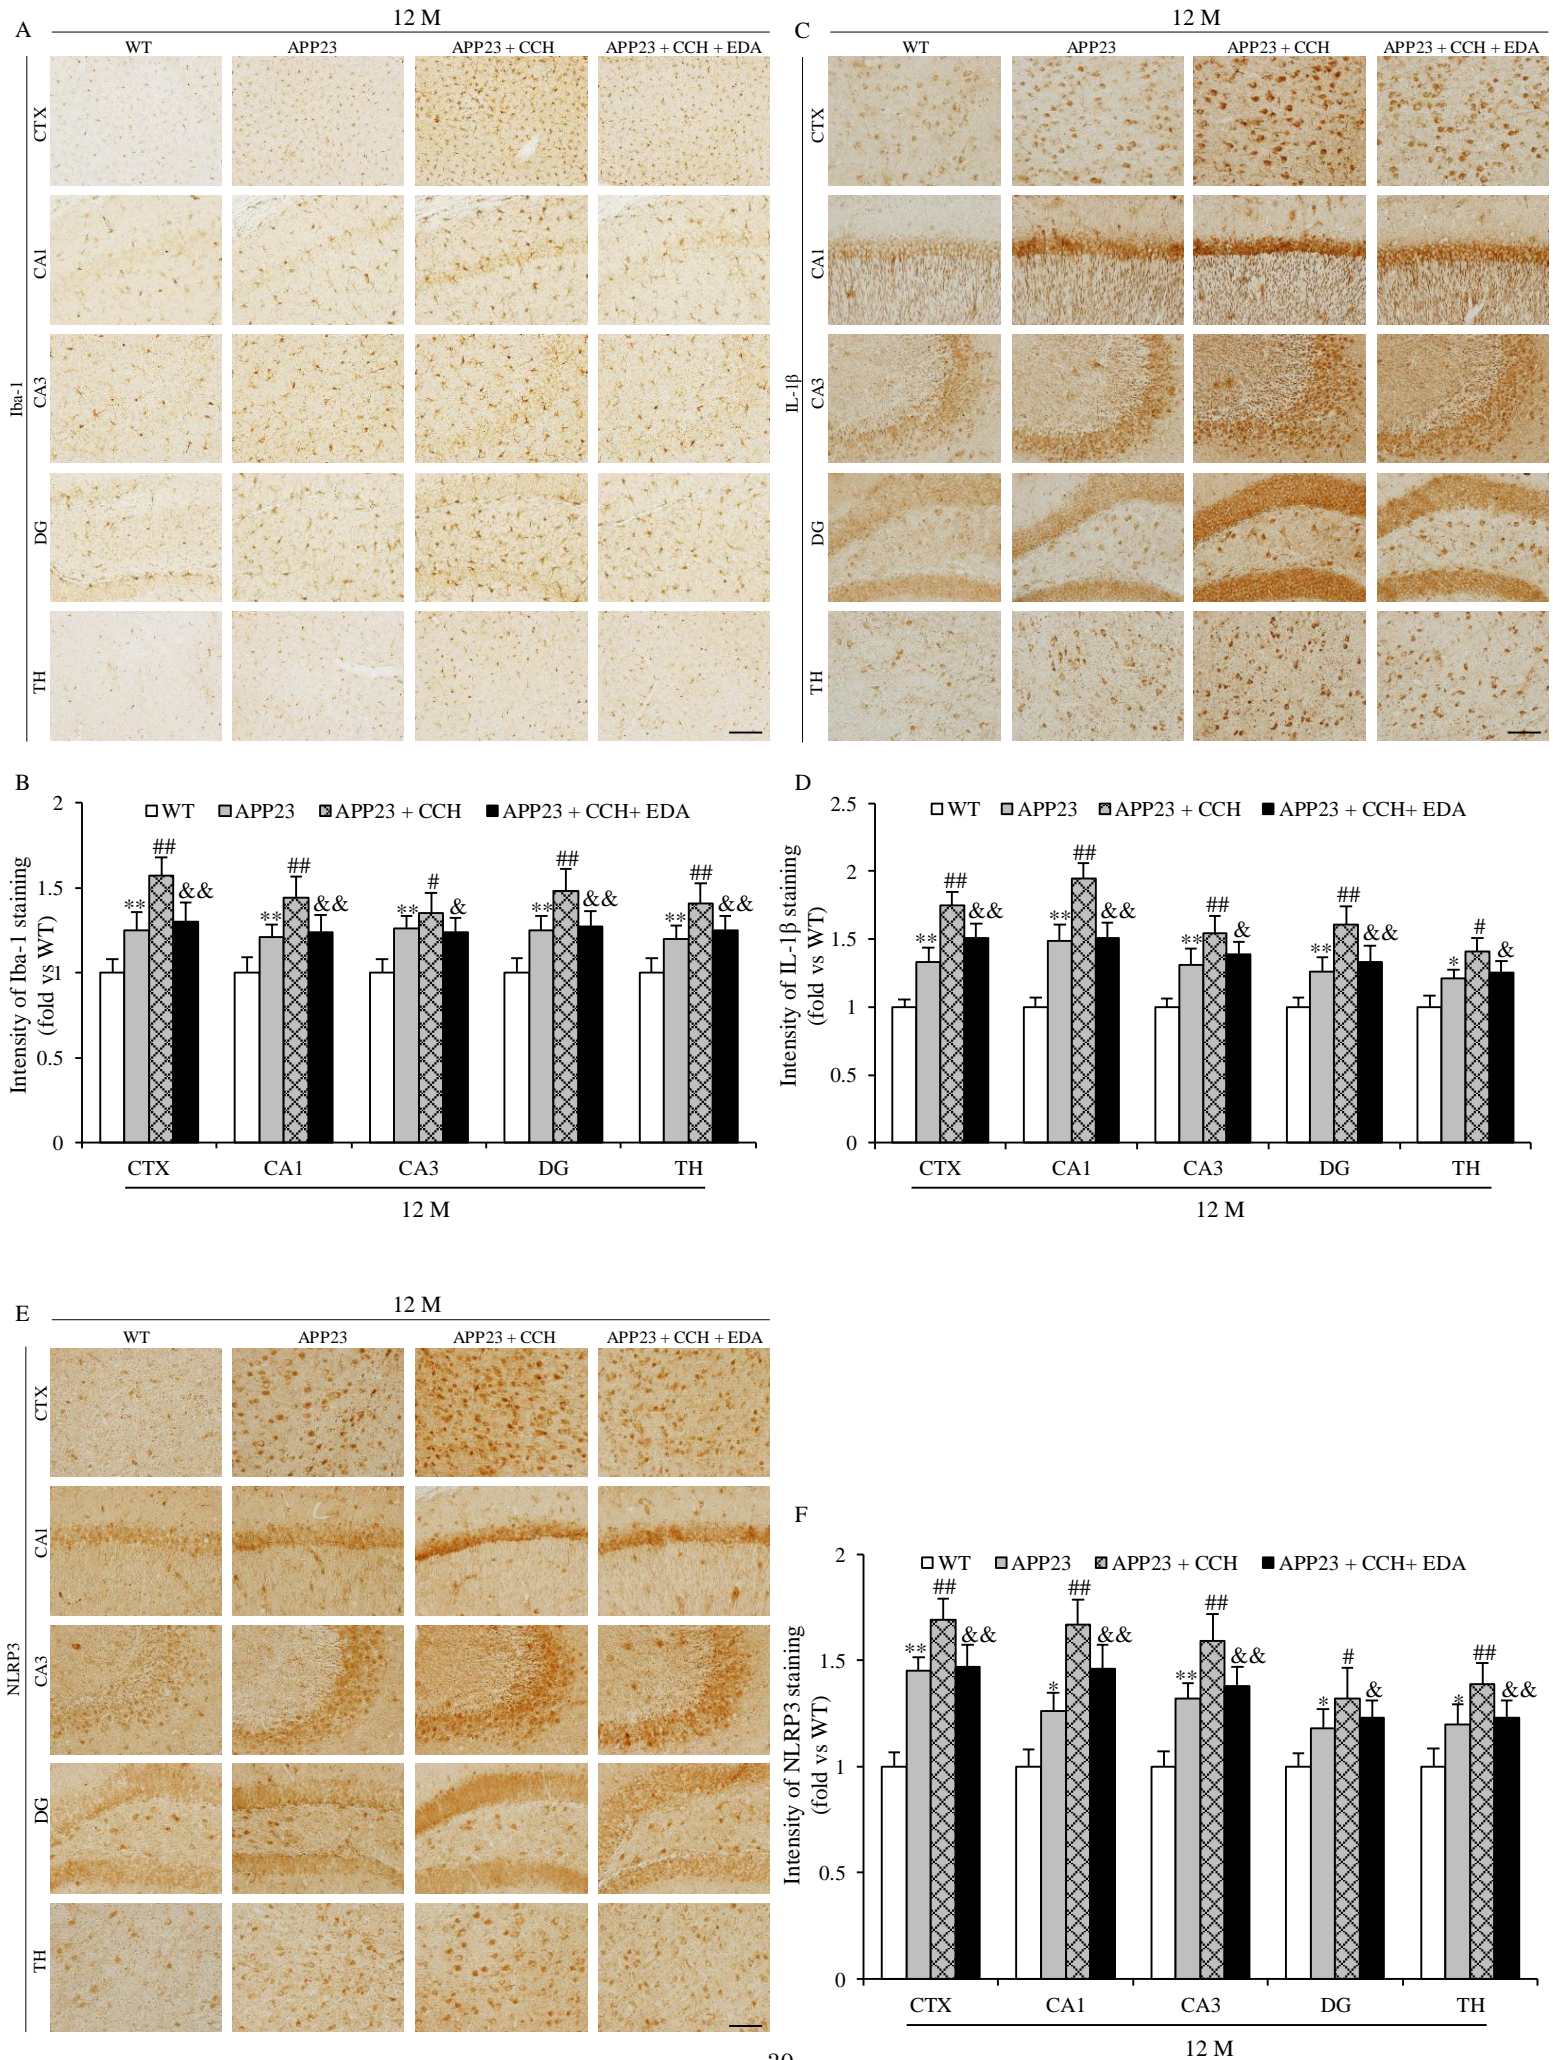 A
12 M
WT APP23 APP23 + CCH APP23 + CCH + EDA
Iba-1
CTX
CA1
CA3
DG
TH
C
12 M
WT APP23 APP23 + CCH APP23 + CCH + EDA
IL-1β
CTX
CA1
CA3
DG
TH
B
WT APP23 APP23 + CCH APP23 + CCH+ EDA
Intensity of Iba-1 staining
(fold vs WT)
2
1.5
1
0.5
0
** ## &&
** ## &&
** # &
** ## &&
** ## &&
CTX CA1 CA3 DG TH
12 M
D
WT APP23 APP23 + CCH APP23 + CCH+ EDA
Intensity of IL-1β staining
(fold vs WT)
2.5
2
1.5
1
0.5
0
** ## &&
** ## &&
** ## &
** ## &&
* # &
CTX CA1 CA3 DG TH
12 M
E
12 M
WT APP23 APP23 + CCH APP23 + CCH + EDA
NLRP3
CTX
CA1
CA3
DG
TH
F
WT APP23 APP23 + CCH APP23 + CCH+ EDA
Intensity of NLRP3 staining
(fold vs WT)
2
1.5
1
0.5
0
** ## &&
* ## &&
** ## &&
* # &
* ## &&
CTX CA1 CA3 DG TH
12 M